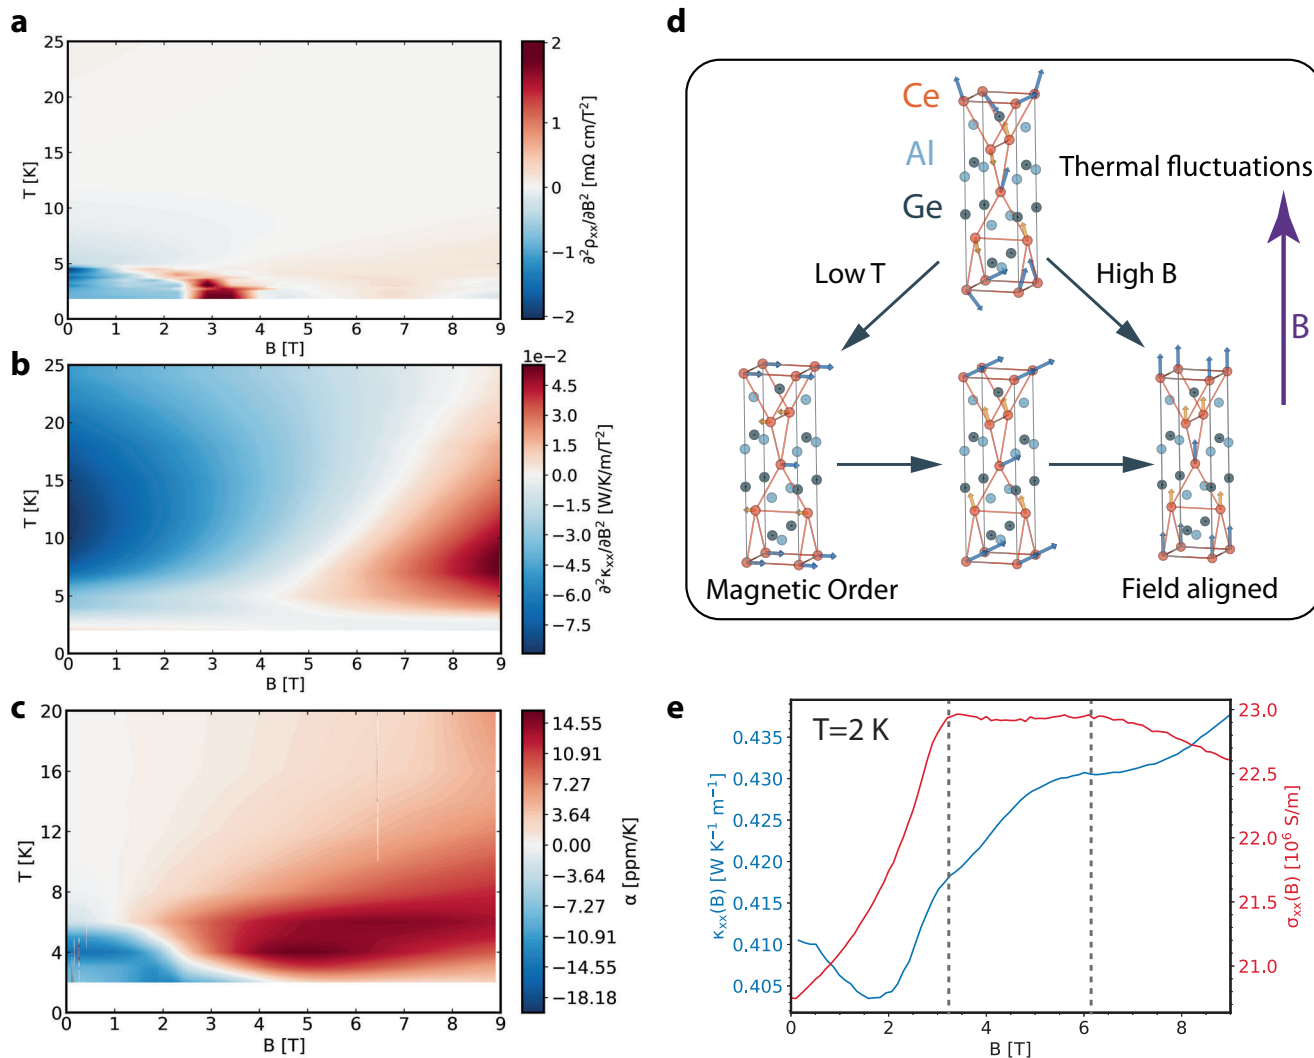 a
25
20
15
10
5
0
T [K]
0 1 2 3 4 5 6 7 8 9
B [T]
2
1
0
−1
−2
∂²ρxx/∂B² [mΩ cm/T²]
b
25
20
15
10
5
0
T [K]
0 1 2 3 4 5 6 7 8 9
B [T]
1e−2
4.5
3.0
1.5
0.0
−1.5
−3.0
−4.5
−6.0
−7.5
∂²κxx/∂B² [W/K/m/T²]
c
20
16
12
8
6
4
2
0
T [K]
0 1 2 3 4 5 6 7 8 9
B [T]
14.55
10.91
7.27
3.64
0.00
−3.64
−7.27
−10.91
−14.55
−18.18
α [ppm/K]
d
Ce
Al
Ge
Thermal fluctuations
Low T
High B
B
Magnetic Order
Field aligned
e
T=2 K
0.435
0.430
0.425
0.420
0.415
0.410
0.405
κxx(B) [W K⁻¹ m⁻¹]
0 2 4 6 8
B [T]
23.0
22.5
22.0
21.5
21.0
σxx(B) [10⁶ S/m]